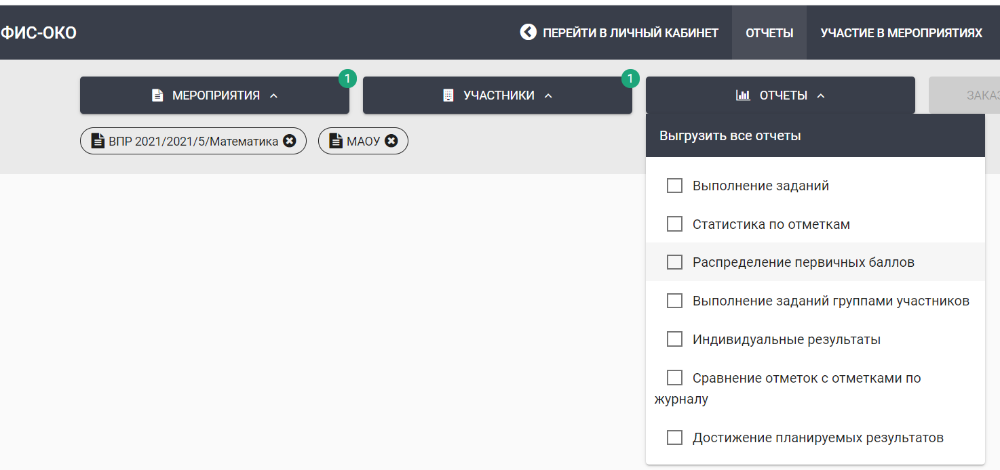 ФИС-ОКО
ПЕРЕЙТИ В ЛИЧНЫЙ КАБИНЕТ
ОТЧЕТЫ
УЧАСТИЕ В МЕРОПРИЯТИЯХ
МЕРОПРИЯТИЯ
1
УЧАСТНИКИ
1
ОТЧЕТЫ
ЗАКАЗ
ВПР 2021/2021/5/Математика
МАОУ
Выгрузить все отчеты
Выполнение заданий
Статистика по отметкам
Распределение первичных баллов
Выполнение заданий группами участников
Индивидуальные результаты
Сравнение отметок с отметками по
журналу
Достижение планируемых результатов